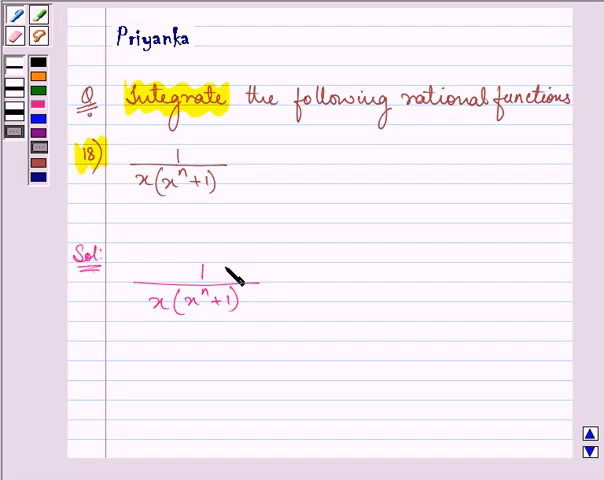 Priyanka
Q Integrate the following rational functions
18) 1
x(x^n+1)
Sol:
1
x(x^n+1)